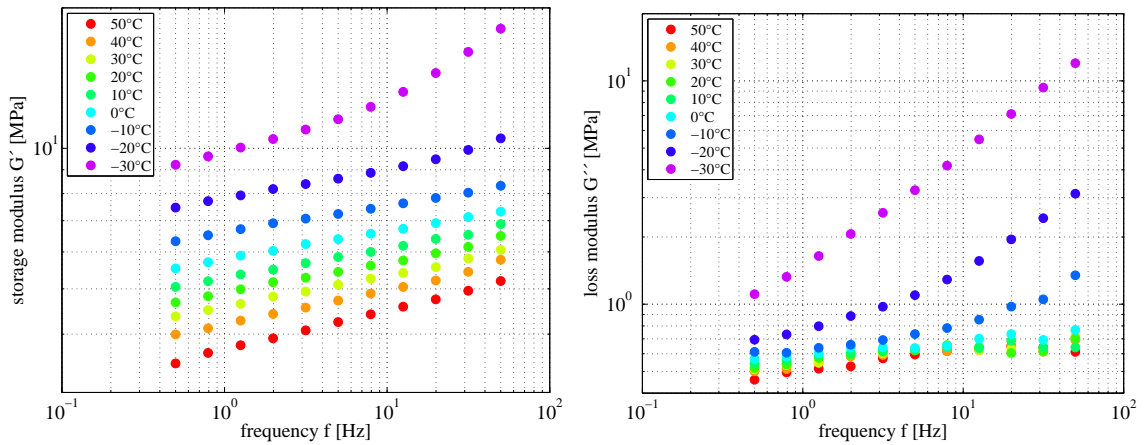 50°C
40°C
30°C
20°C
10°C
0°C
−10°C
−20°C
−30°C
storage modulus G´ [MPa]
10¹
10⁻¹ 10⁰ 10¹ 10²
frequency f [Hz]
50°C
40°C
30°C
20°C
10°C
0°C
−10°C
−20°C
−30°C
loss modulus G´´ [MPa]
10¹
10⁰
10⁻¹ 10⁰ 10¹ 10²
frequency f [Hz]